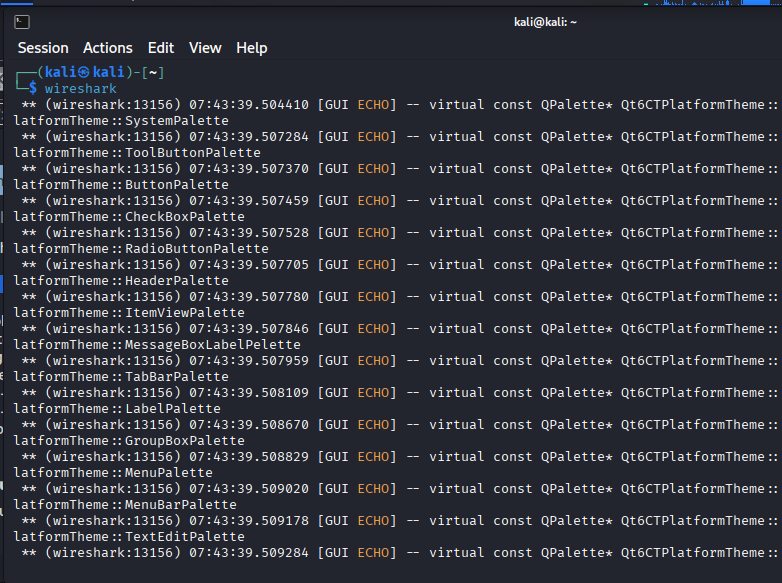 kali@kali: ~
Session Actions Edit View Help
┌──(kali㉿kali)-[~]
└─$ wireshark
** (wireshark:13156) 07:43:39.504410 [GUI ECHO] -- virtual const QPalette* Qt6CTPlatformTheme::
latformTheme::SystemPalette
** (wireshark:13156) 07:43:39.507284 [GUI ECHO] -- virtual const QPalette* Qt6CTPlatformTheme::
latformTheme::ToolButtonPalette
** (wireshark:13156) 07:43:39.507370 [GUI ECHO] -- virtual const QPalette* Qt6CTPlatformTheme::
latformTheme::ButtonPalette
** (wireshark:13156) 07:43:39.507459 [GUI ECHO] -- virtual const QPalette* Qt6CTPlatformTheme::
latformTheme::CheckBoxPalette
** (wireshark:13156) 07:43:39.507528 [GUI ECHO] -- virtual const QPalette* Qt6CTPlatformTheme::
latformTheme::RadioButtonPalette
** (wireshark:13156) 07:43:39.507705 [GUI ECHO] -- virtual const QPalette* Qt6CTPlatformTheme::
latformTheme::HeaderPalette
** (wireshark:13156) 07:43:39.507780 [GUI ECHO] -- virtual const QPalette* Qt6CTPlatformTheme::
latformTheme::ItemViewPalette
** (wireshark:13156) 07:43:39.507846 [GUI ECHO] -- virtual const QPalette* Qt6CTPlatformTheme::
latformTheme::MessageBoxLabelPelette
** (wireshark:13156) 07:43:39.507959 [GUI ECHO] -- virtual const QPalette* Qt6CTPlatformTheme::
latformTheme::TabBarPalette
** (wireshark:13156) 07:43:39.508109 [GUI ECHO] -- virtual const QPalette* Qt6CTPlatformTheme::
latformTheme::LabelPalette
** (wireshark:13156) 07:43:39.508670 [GUI ECHO] -- virtual const QPalette* Qt6CTPlatformTheme::
latformTheme::GroupBoxPalette
** (wireshark:13156) 07:43:39.508829 [GUI ECHO] -- virtual const QPalette* Qt6CTPlatformTheme::
latformTheme::MenuPalette
** (wireshark:13156) 07:43:39.509020 [GUI ECHO] -- virtual const QPalette* Qt6CTPlatformTheme::
latformTheme::MenuBarPalette
** (wireshark:13156) 07:43:39.509178 [GUI ECHO] -- virtual const QPalette* Qt6CTPlatformTheme::
latformTheme::TextEditPalette
** (wireshark:13156) 07:43:39.509284 [GUI ECHO] -- virtual const QPalette* Qt6CTPlatformTheme::